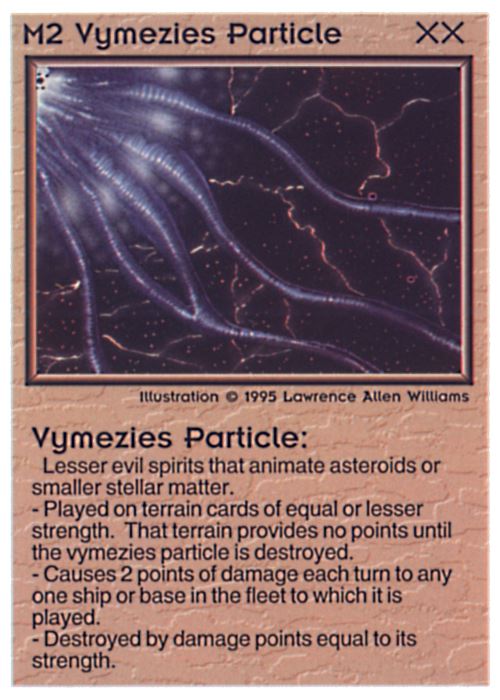 M2 Vymezies Particle XX
Illustration © 1995 Lawrence Allen Williams
Vymezies Particle:
Lesser evil spirits that animate asteroids or
smaller stellar matter.
- Played on terrain cards of equal or lesser
strength. That terrain provides no points until
the vymezies particle is destroyed.
- Causes 2 points of damage each turn to any
one ship or base in the fleet to which it is
played.
- Destroyed by damage points equal to its
strength.